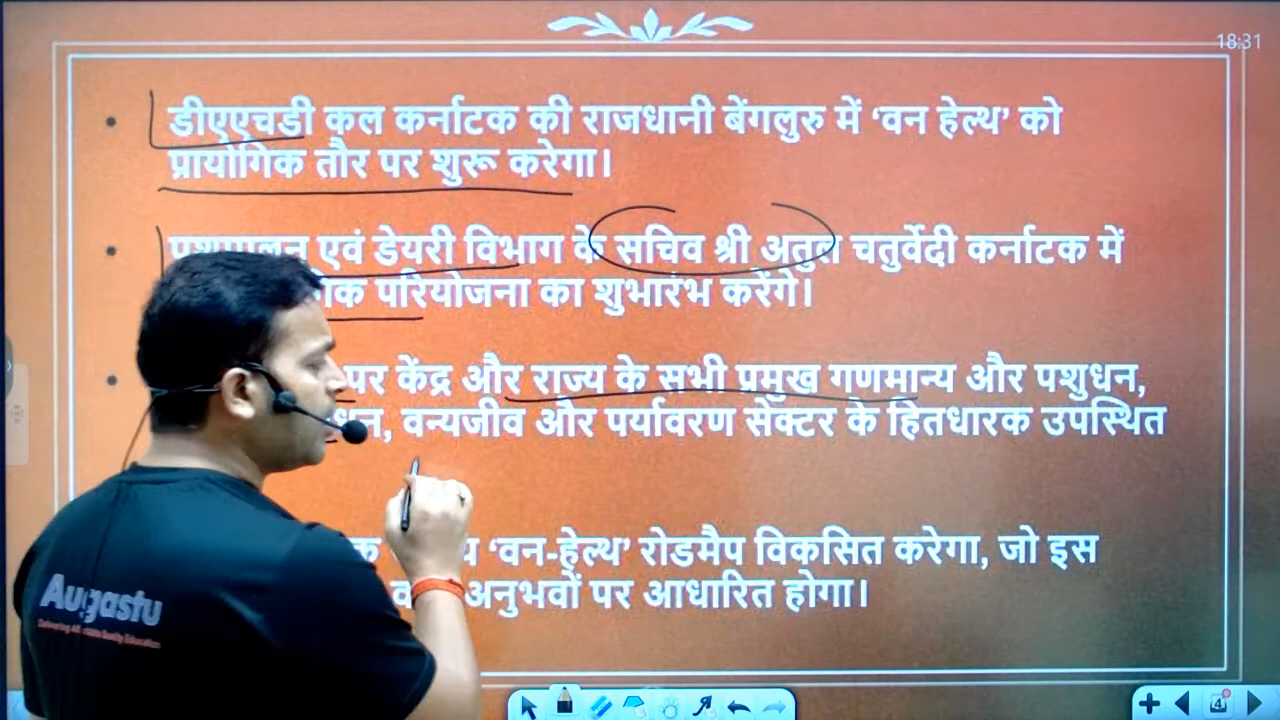 18:31
डीएएचडी कल कर्नाटक की राजधानी बेंगलुरु में ‘वन हेल्थ’ को
प्रायोगिक तौर पर शुरू करेगा।
एवं डेयरी विभाग के सचिव श्री अतुल चतुर्वेदी कर्नाटक में
परियोजना का शुभारंभ करेंगे।
पर केंद्र और राज्य के सभी प्रमुख गणमान्य और पशुधन,
वन्यजीव और पर्यावरण सेक्टर के हितधारक उपस्थित
‘वन-हेल्थ’ रोडमैप विकसित करेगा, जो इस
अनुभवों पर आधारित होगा।